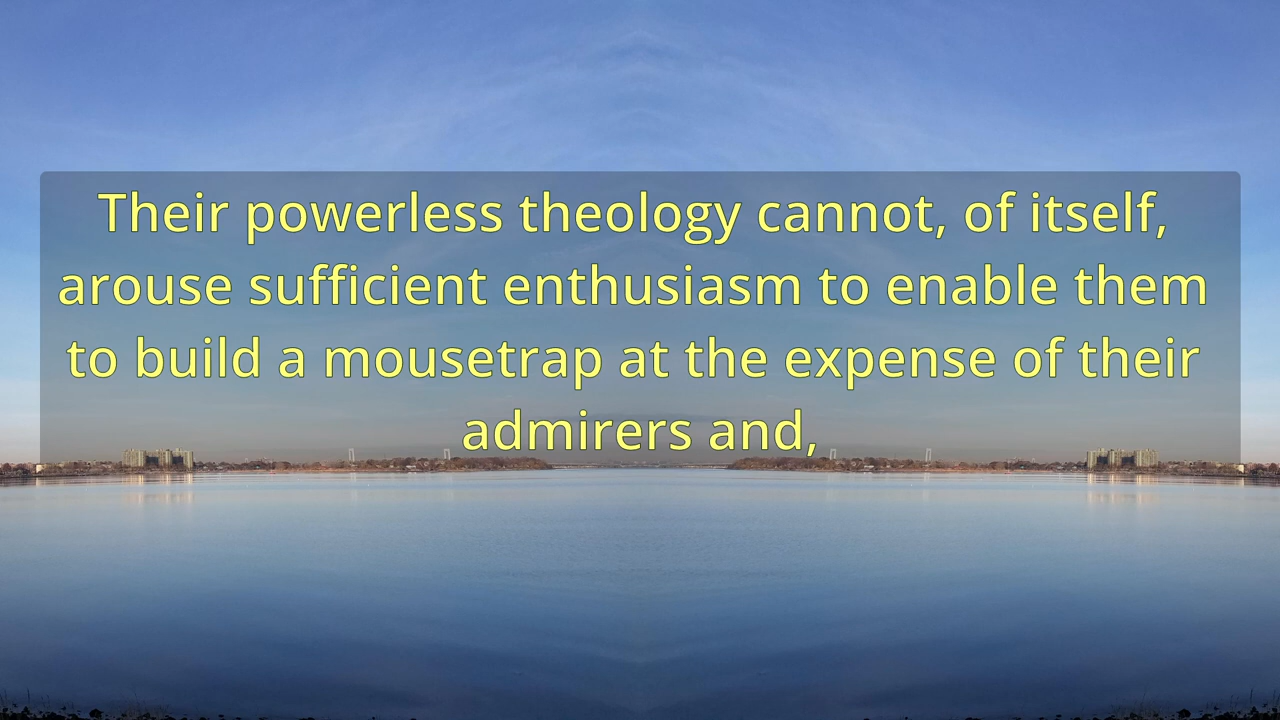 Their powerless theology cannot, of itself,
arouse sufficient enthusiasm to enable them
to build a mousetrap at the expense of their
admirers and,